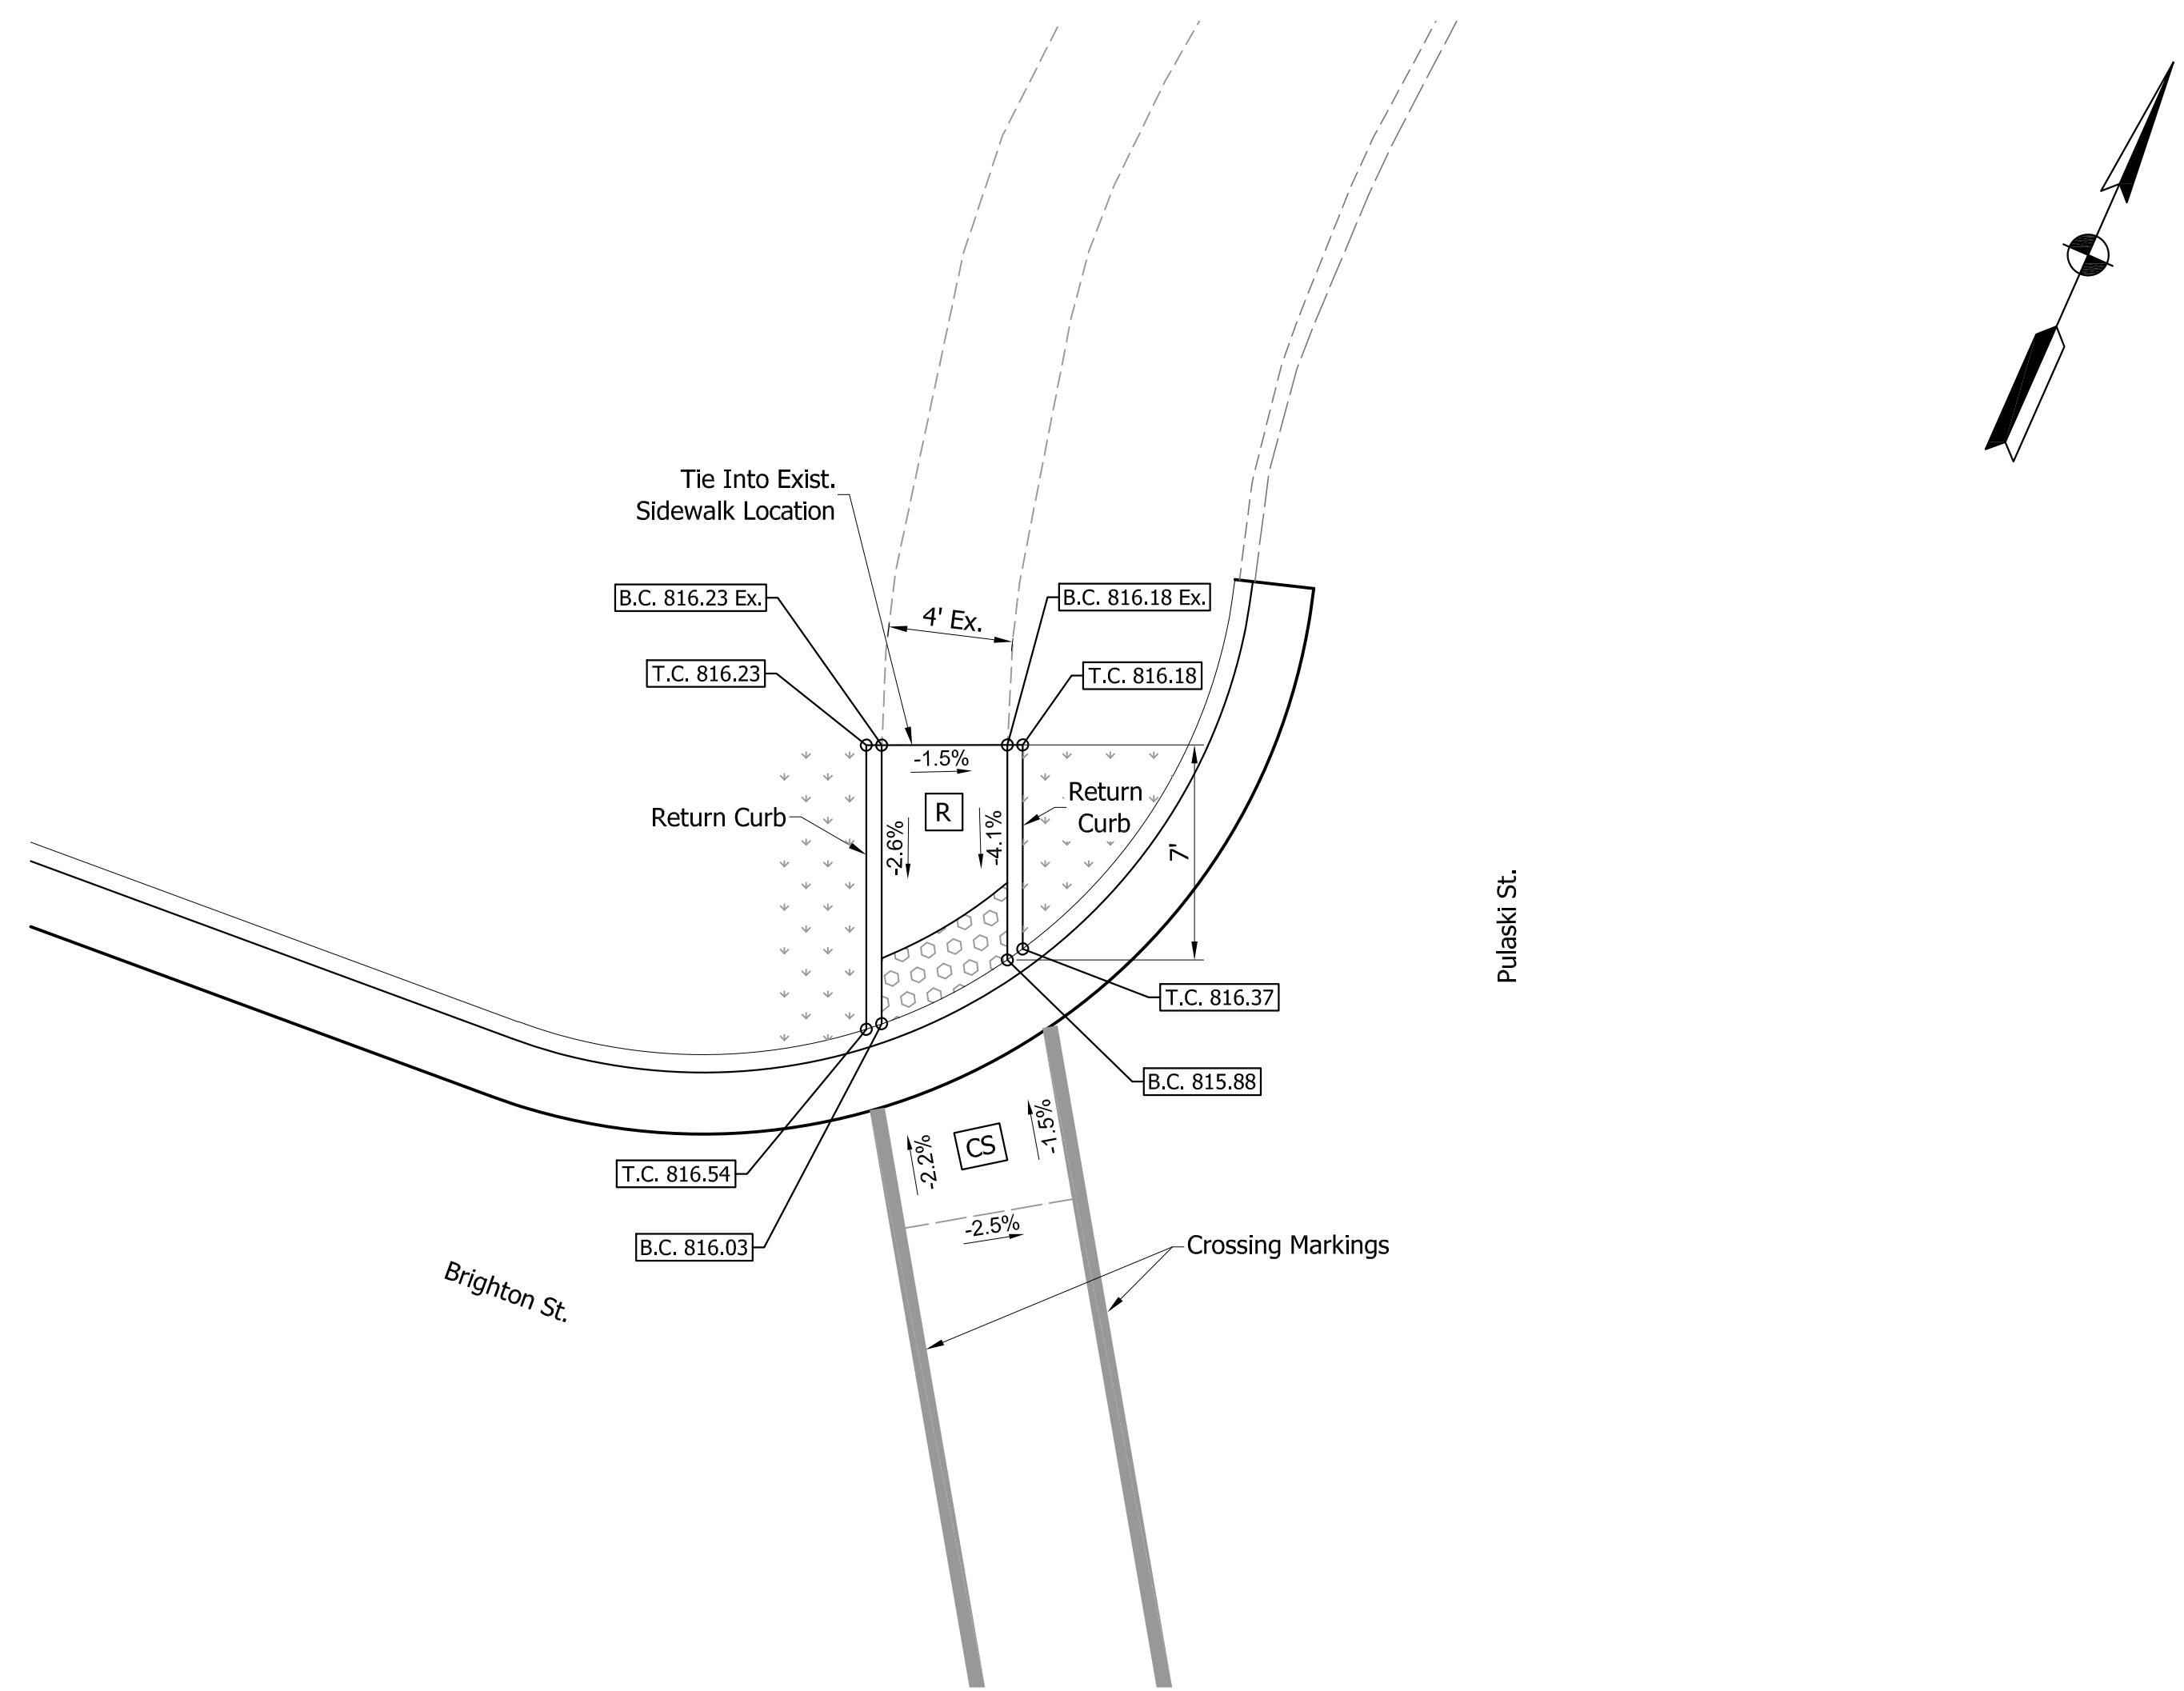 Tie Into Exist.
Sidewalk Location
B.C. 816.23 Ex.
B.C. 816.18 Ex.
4' Ex.
T.C. 816.23
T.C. 816.18
-1.5%
R
Return Curb
Return
Curb
-2.6%
-4.1%
7'
Pulaski St.
T.C. 816.37
B.C. 815.88
-2.2%
CS
-1.5%
T.C. 816.54
-2.5%
B.C. 816.03
Crossing Markings
Brighton St.